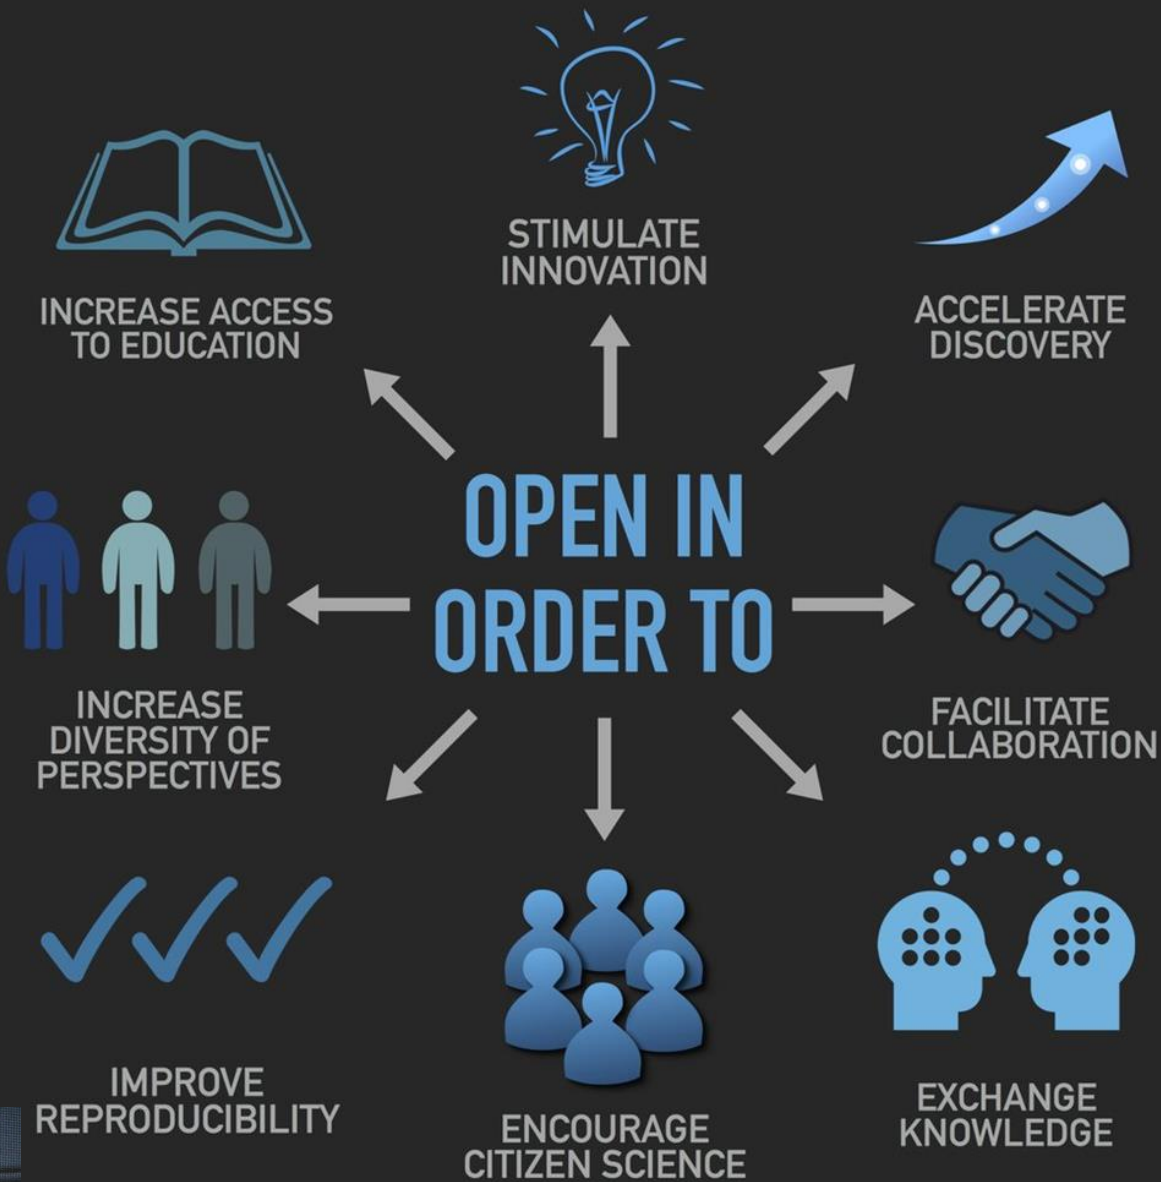 STIMULATE
INNOVATION
INCREASE ACCESS
TO EDUCATION
ACCELERATE
DISCOVERY
OPEN IN
ORDER TO
INCREASE
DIVERSITY OF
PERSPECTIVES
FACILITATE
COLLABORATION
IMPROVE
REPRODUCIBILITY
ENCOURAGE
CITIZEN SCIENCE
EXCHANGE
KNOWLEDGE